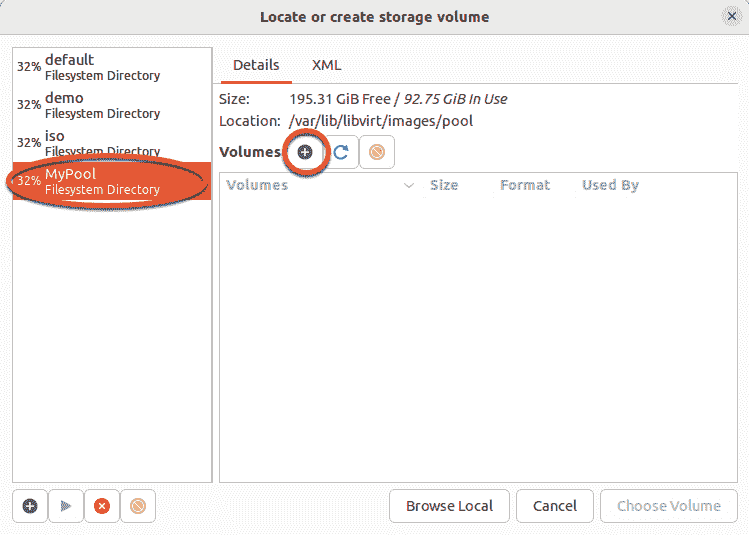 Locate or create storage volume
32% default
Filesystem Directory
32% demo
Filesystem Directory
32% iso
Filesystem Directory
32% MyPool
Filesystem Directory
Details XML
Size: 195.31 GiB Free / 92.75 GiB In Use
Location: /var/lib/libvirt/images/pool
Volumes
Volumes Size Format Used By
Browse Local Cancel Choose Volume